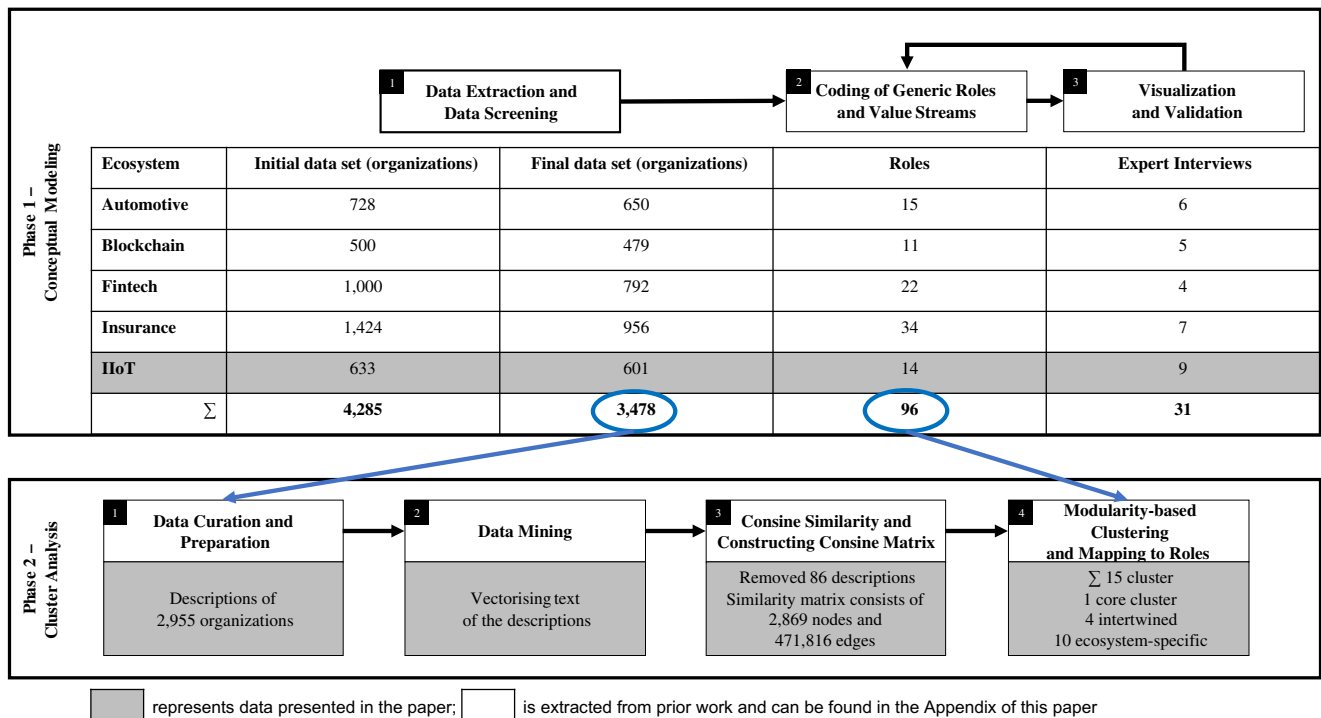 Phase 1 –
Conceptual Modeling
1
Data Extraction and
Data Screening
2
Coding of Generic Roles
and Value Streams
3
Visualization
and Validation
Ecosystem Initial data set (organizations) Final data set (organizations) Roles Expert Interviews
Automotive 728 650 15 6
Blockchain 500 479 11 5
Fintech 1,000 792 22 4
Insurance 1,424 956 34 7
IIoT 633 601 14 9
∑ 4,285 3,478 96 31
Phase 2 –
Cluster Analysis
1
Data Curation and
Preparation
Descriptions of
2,955 organizations
2
Data Mining
Vectorising text
of the descriptions
3
Consine Similarity and
Constructing Consine Matrix
Removed 86 descriptions
Similarity matrix consists of
2,869 nodes and
471,816 edges
4
Modularity-based
Clustering
and Mapping to Roles
∑ 15 cluster
1 core cluster
4 intertwined
10 ecosystem-specific
represents data presented in the paper; is extracted from prior work and can be found in the Appendix of this paper